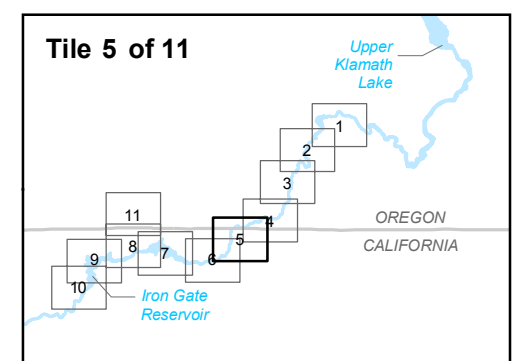 Tile 5 of 11
Upper
Klamath
Lake
1
2
3
4
OREGON
11
5
CALIFORNIA
8
7
6
9
10
Iron Gate
Reservoir